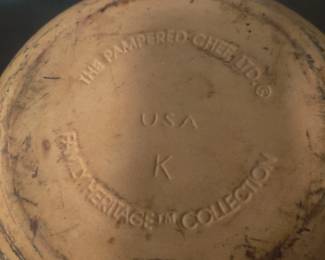 THE PAMPERED CHEF LTD.®
USA
K
FAMILY HERITAGE™ COLLECTION